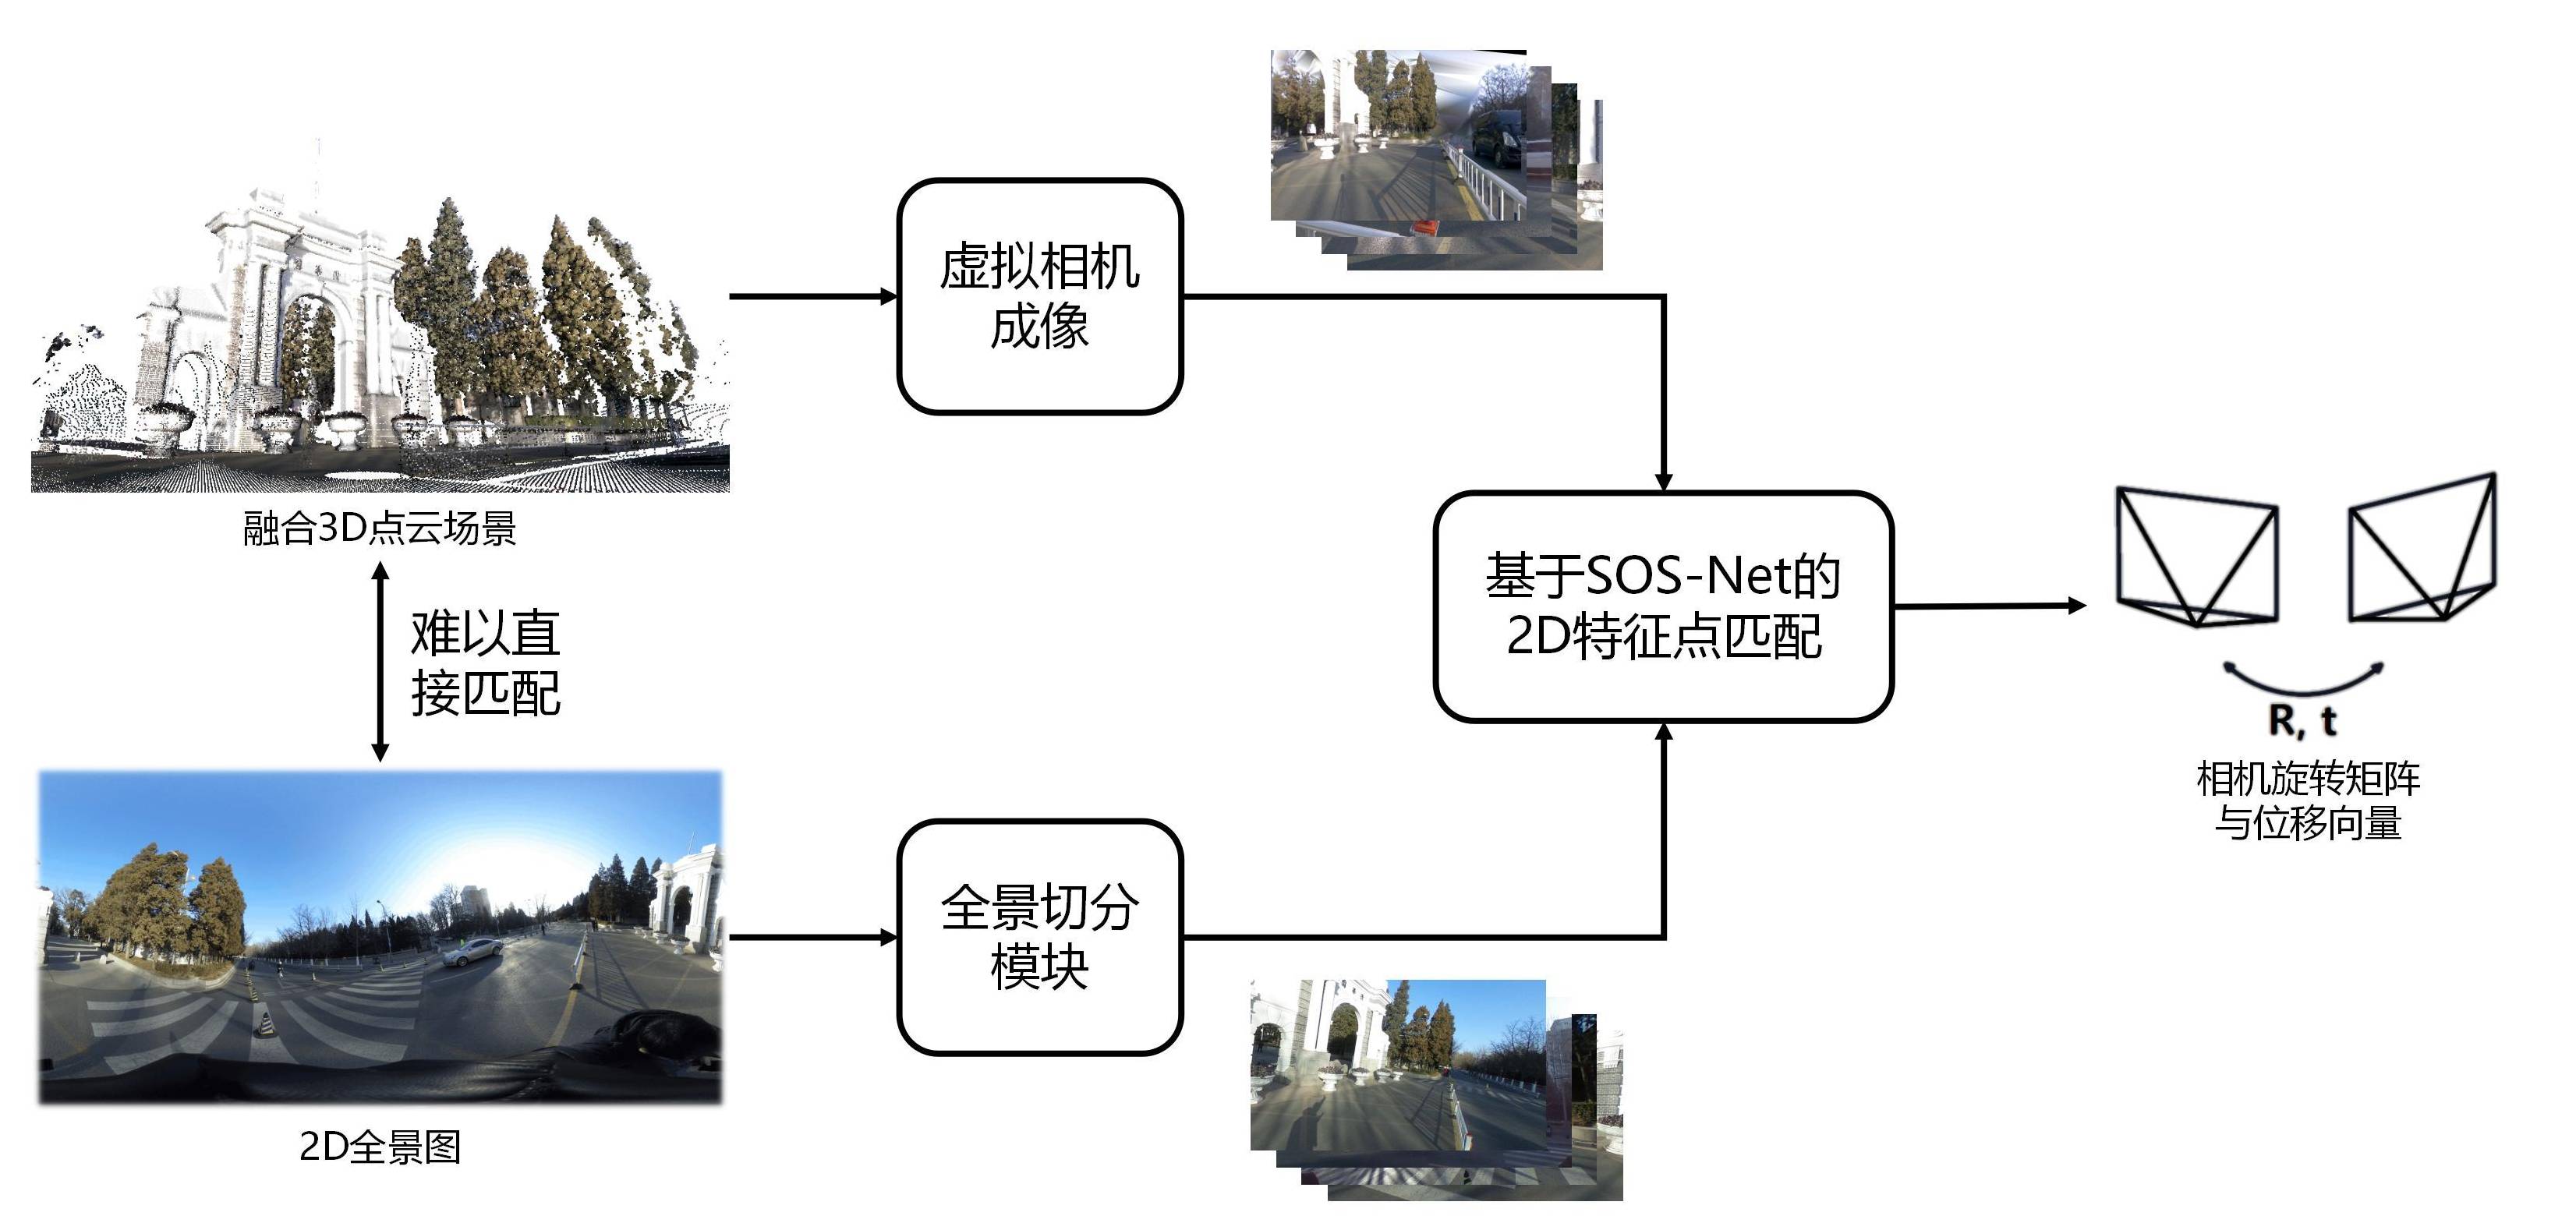 虚拟相机
成像
融合3D点云场景
难以直
接匹配
基于SOS-Net的
2D特征点匹配
R, t
相机旋转矩阵
与位移向量
全景切分
模块
2D全景图